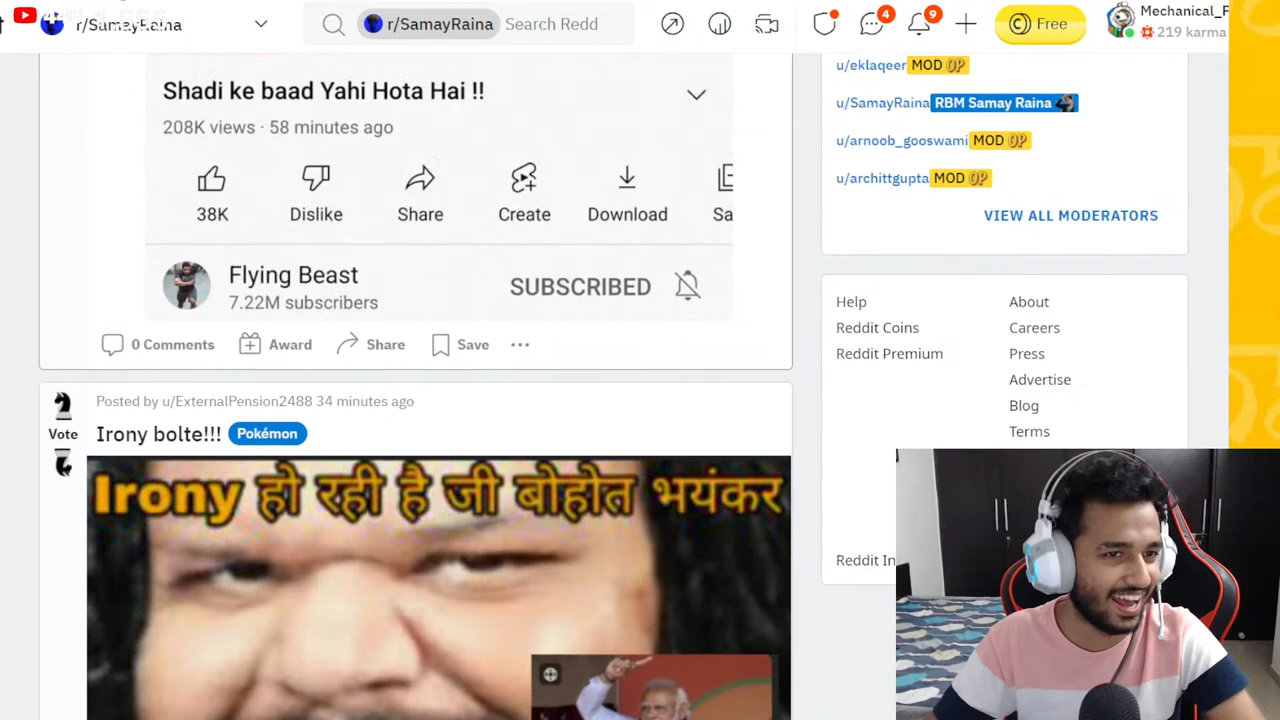 r/SamayRaina
r/SamayRaina Search Redd
4
9
Free
Mechanical_F
219 karma
Shadi ke baad Yahi Hota Hai !!
208K views · 58 minutes ago
38K Dislike Share Create Download Sa
Flying Beast
7.22M subscribers
SUBSCRIBED
0 Comments Award Share Save
Posted by u/ExternalPension2488 34 minutes ago
Vote
Irony bolte!!! Pokémon
Irony हो रही है जी बोहोत भयंकर
u/eklaqeer MOD OP
u/SamayRaina RBM Samay Raina
u/arnoob_gooswami MOD OP
u/archittgupta MOD OP
VIEW ALL MODERATORS
Help About
Reddit Coins Careers
Reddit Premium Press
Advertise
Blog
Terms
Reddit In